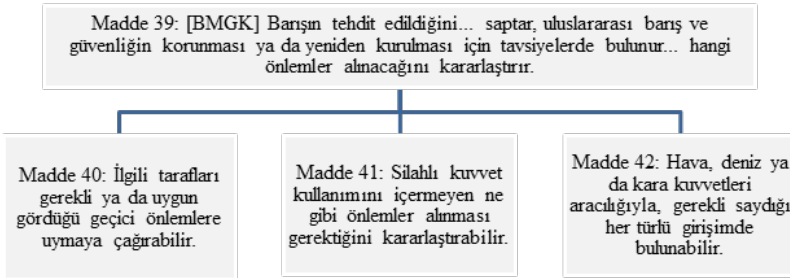 Madde 39: [BMGK] Barışın tehdit edildiğini... saptar, uluslararası barış ve
güvenliğin korunması ya da yeniden kurulması için tavsiyelerde bulunur... hangi
önlemler alınacağını kararlaştırır.
Madde 40: İlgili tarafları
gerekli ya da uygun
gördüğü geçici önlemlere
uymaya çağırabilir.
Madde 41: Silahlı kuvvet
kullanımını içermeyen ne
gibi önlemler alınması
gerektiğini kararlaştırabilir.
Madde 42: Hava, deniz ya
da kara kuvvetleri
aracılığıyla, gerekli saydığı
her türlü girişimde
bulunabilir.